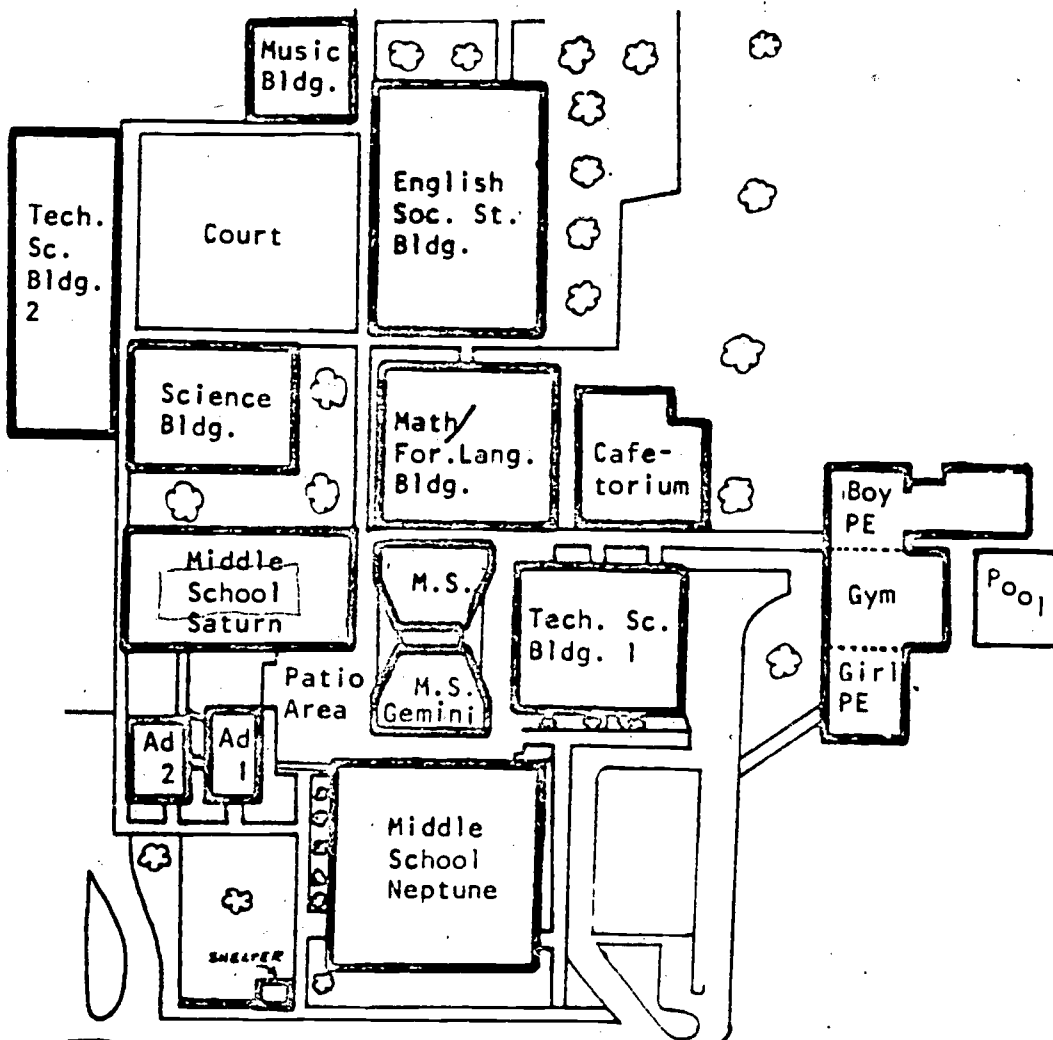 Music
Bldg.
English
Soc. St.
Bldg.
Tech.
Sc.
Bldg.
2
Court
Science
Bldg.
Math/
For.Lang.
Bldg.
Cafe-
torium
Boy
PE
Gym
Girl
PE
Pool
Middle
School
Saturn
M.S.
Tech. Sc.
Bldg. 1
Patio
Area
M.S.
Gemini
Ad
2
Ad
1
Middle
School
Neptune
SHELTER